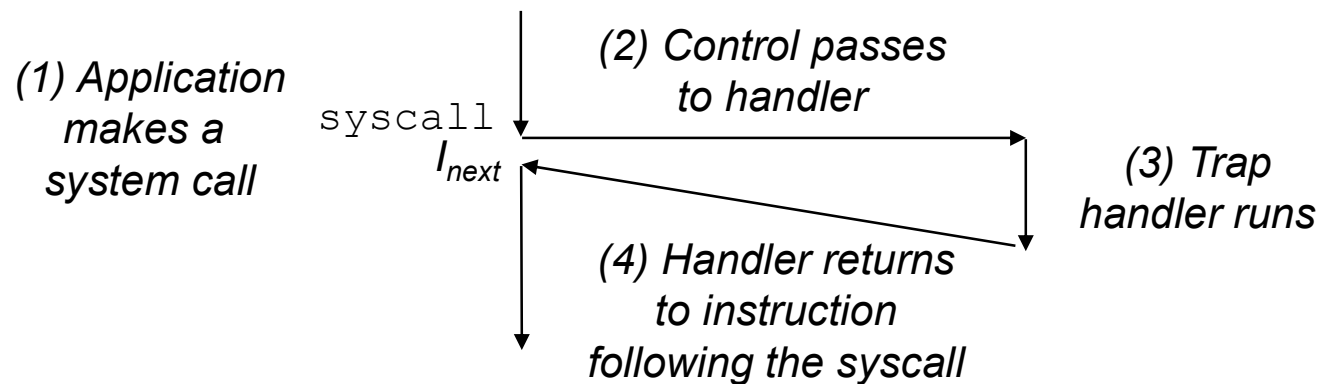 (1) Application
makes a
system call
syscall
I_next
(2) Control passes
to handler
(3) Trap
handler runs
(4) Handler returns
to instruction
following the syscall